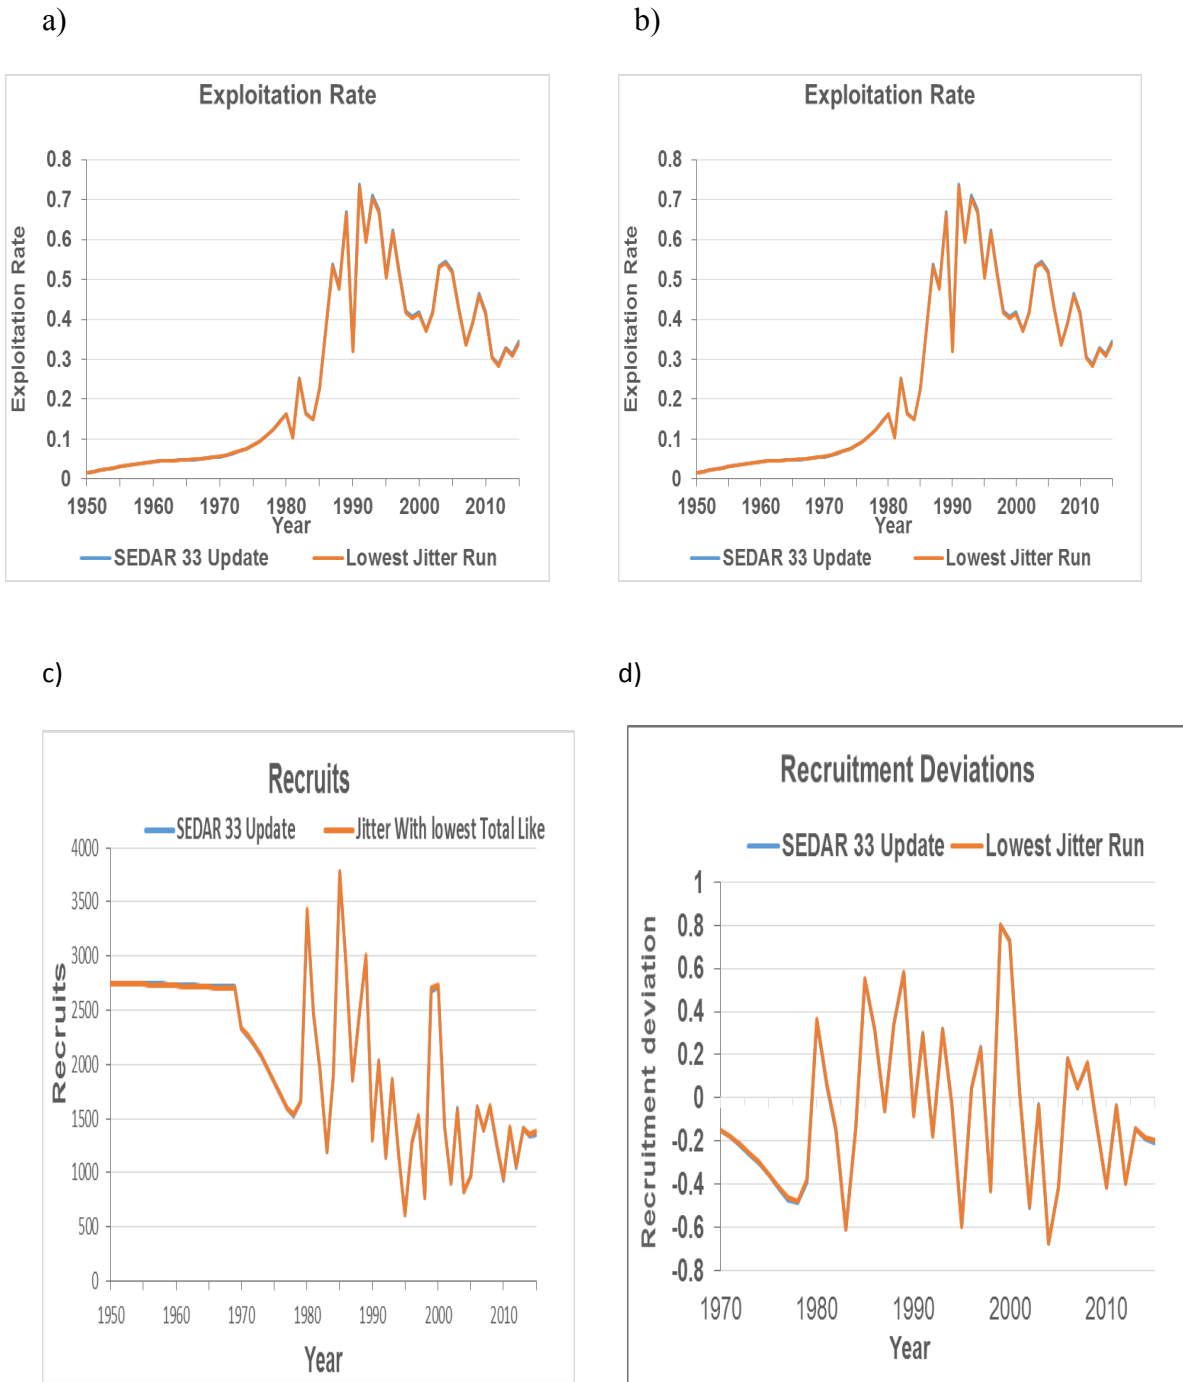 a)
b)
Exploitation Rate
0.8
0.7
0.6
0.5
0.4
0.3
0.2
0.1
0
Exploitation Rate
1950 1960 1970 1980 1990 2000 2010
Year
SEDAR 33 Update Lowest Jitter Run
Exploitation Rate
0.8
0.7
0.6
0.5
0.4
0.3
0.2
0.1
0
Exploitation Rate
1950 1960 1970 1980 1990 2000 2010
Year
SEDAR 33 Update Lowest Jitter Run
c)
d)
Recruits
SEDAR 33 Update Jitter With lowest Total Like
4000
3500
3000
2500
2000
1500
1000
500
0
Recruits
1950 1960 1970 1980 1990 2000 2010
Year
Recruitment Deviations
SEDAR 33 Update Lowest Jitter Run
1
0.8
0.6
0.4
0.2
0
-0.2
-0.4
-0.6
-0.8
Recruitment deviation
1970 1980 1990 2000 2010
Year